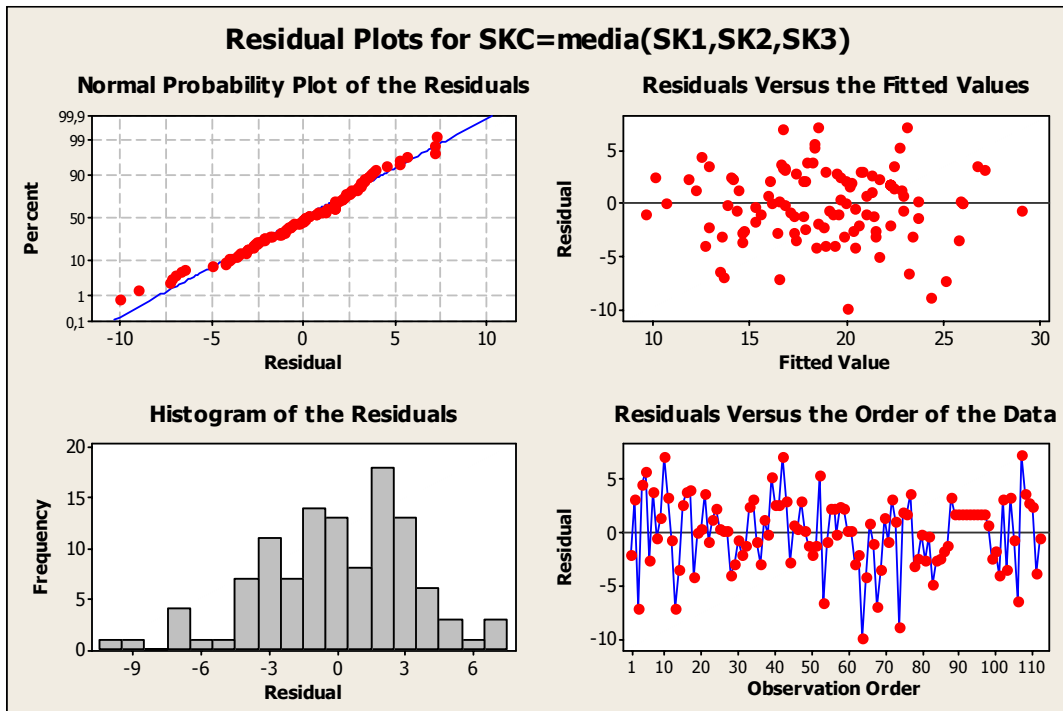 Residual Plots for SKC=media(SK1,SK2,SK3)
Normal Probability Plot of the Residuals
Percent
99,9
99
90
50
10
1
0,1
-10 -5 0 5 10
Residual
Residuals Versus the Fitted Values
Residual
5
0
-5
-10
10 15 20 25 30
Fitted Value
Histogram of the Residuals
Frequency
20
15
10
5
0
-9 -6 -3 0 3 6
Residual
Residuals Versus the Order of the Data
Residual
5
0
-5
-10
1 10 20 30 40 50 60 70 80 90 100 110
Observation Order